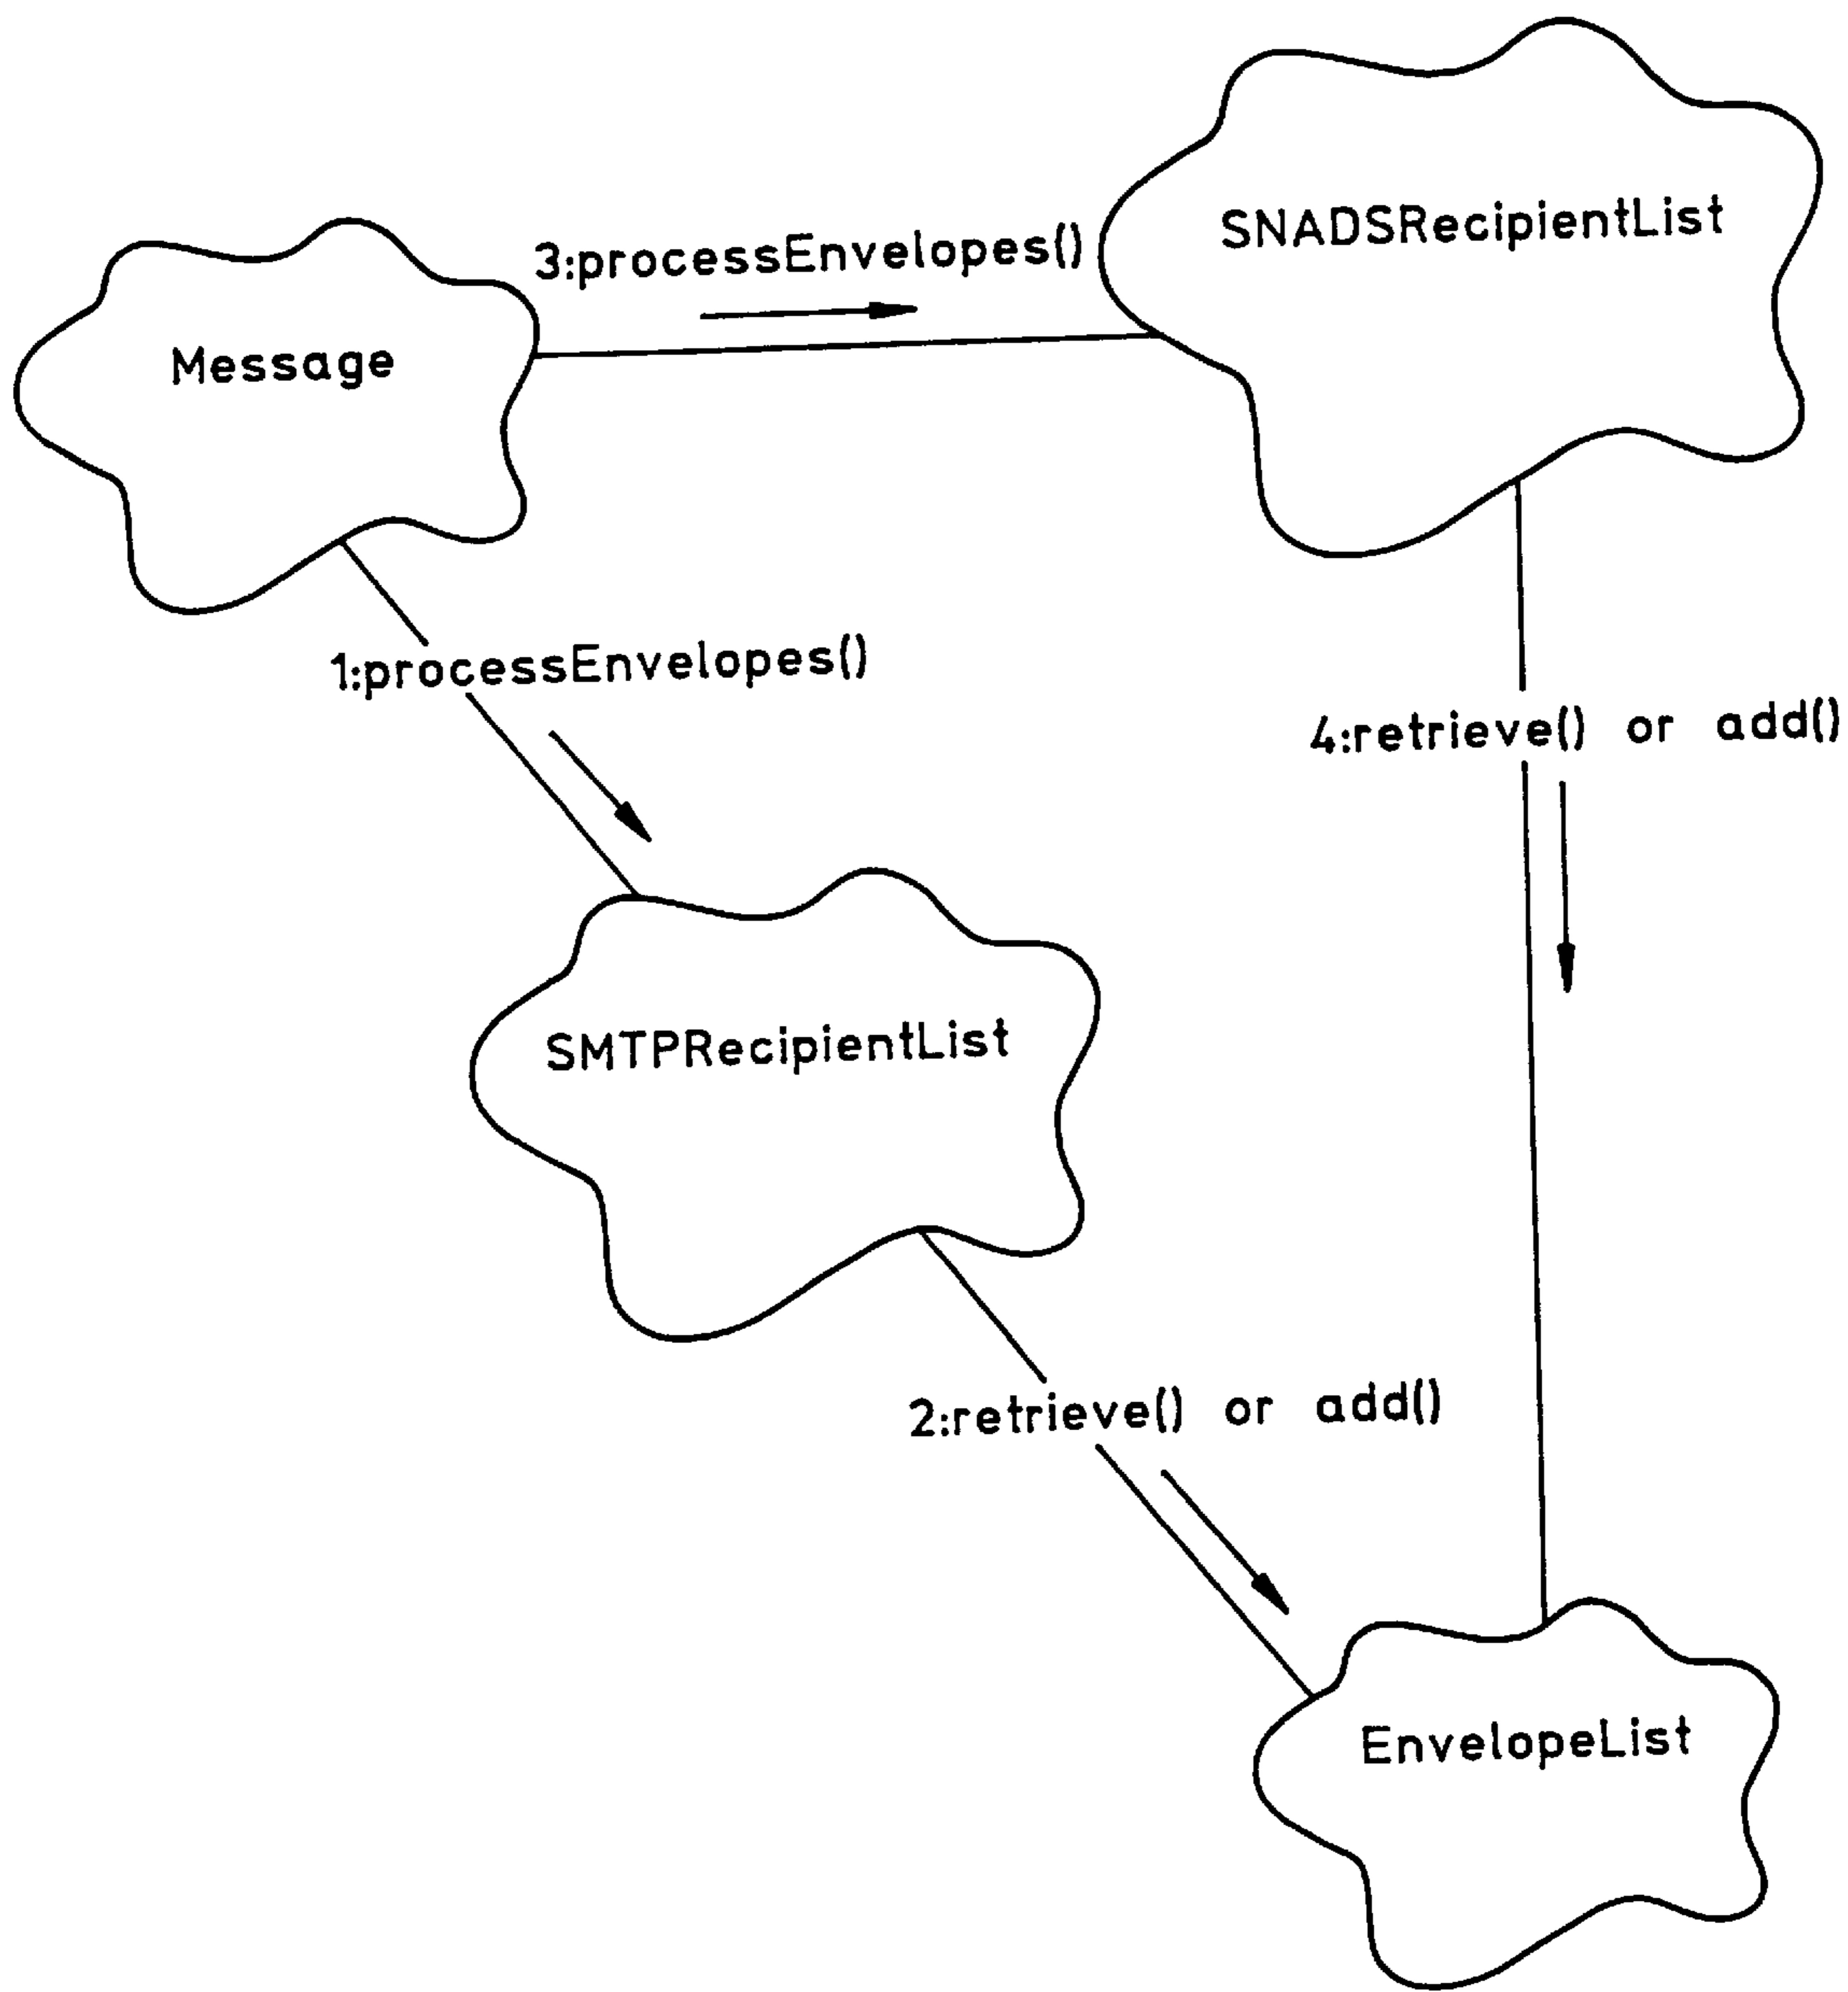 SNADSRecipientList
3:processEnvelopes()
Message
1:processEnvelopes()
4:retrieve() or add()
SMTPRecipientList
2:retrieve() or add()
EnvelopeList